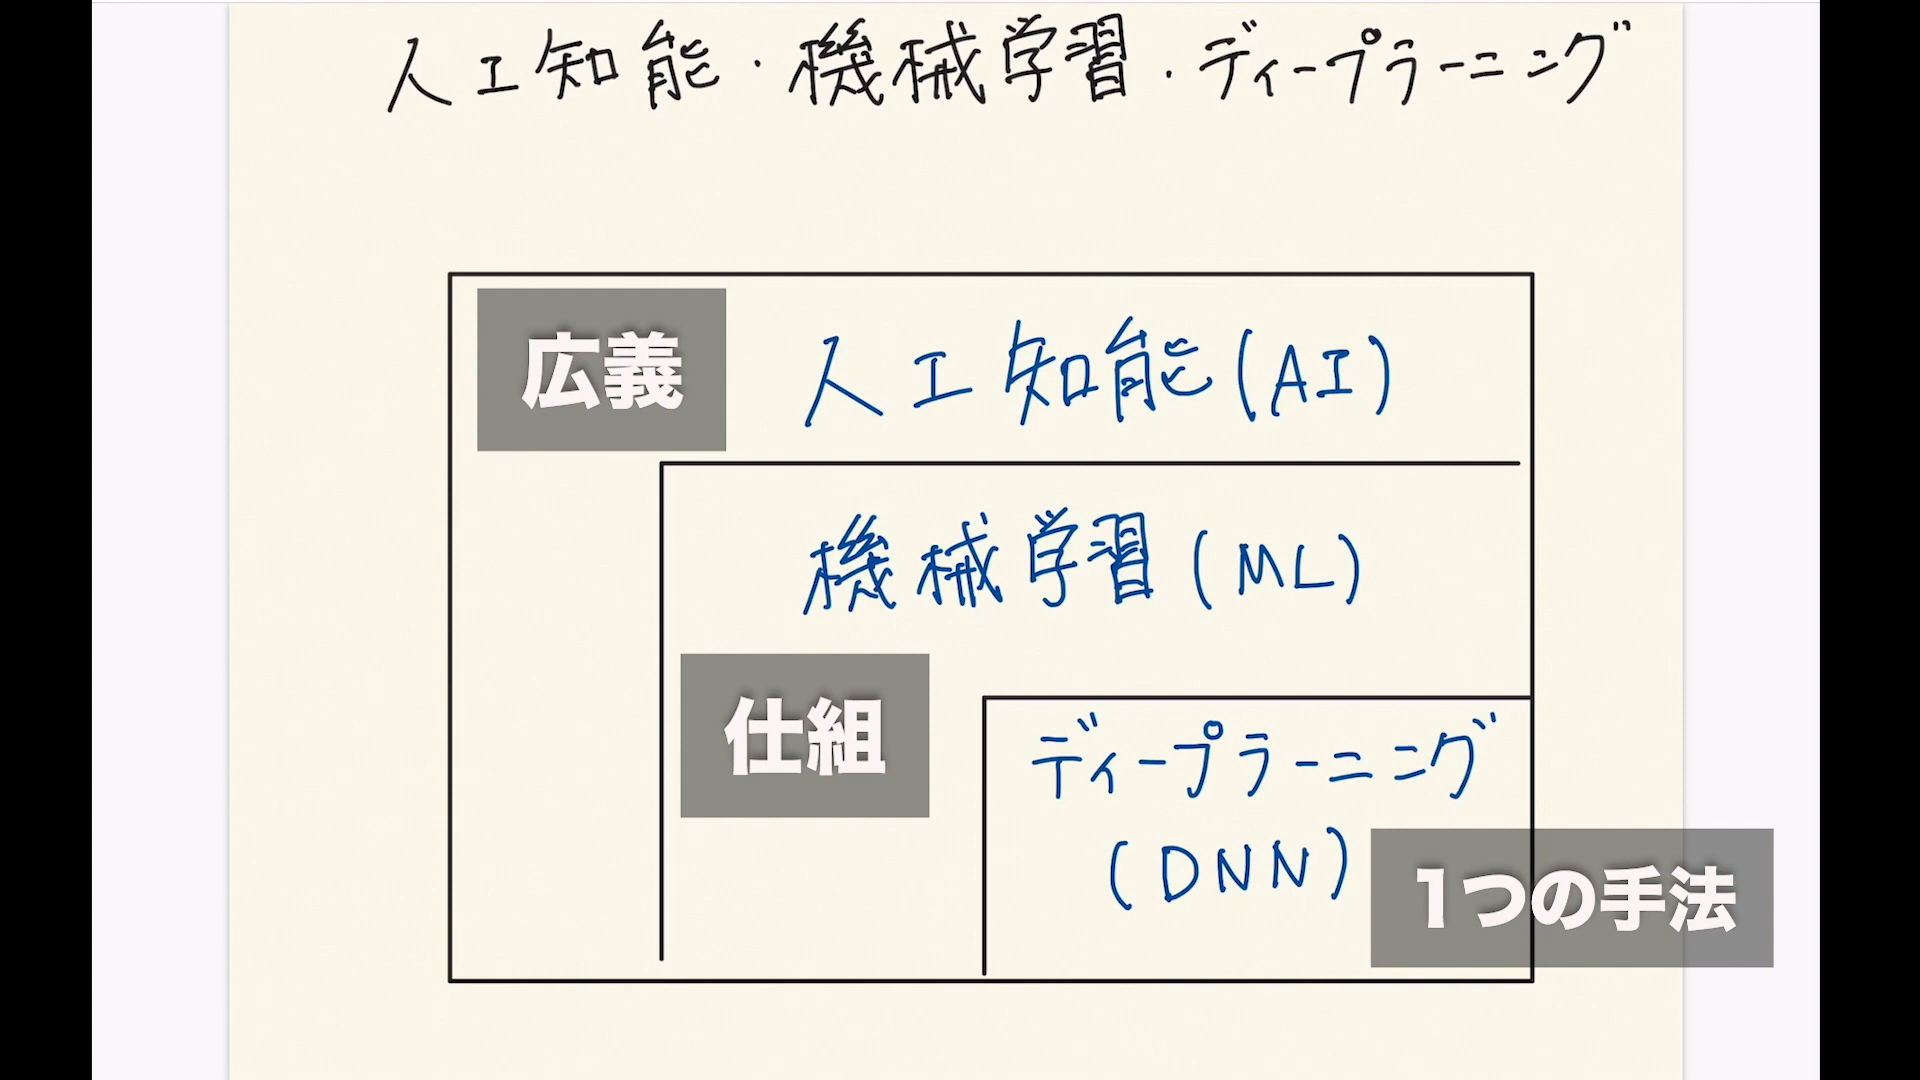 人工知能・機械学習・ディープラーニング
広義
人工知能(AI)
機械学習(ML)
仕組
ディープラーニング
(DNN)
1つの手法